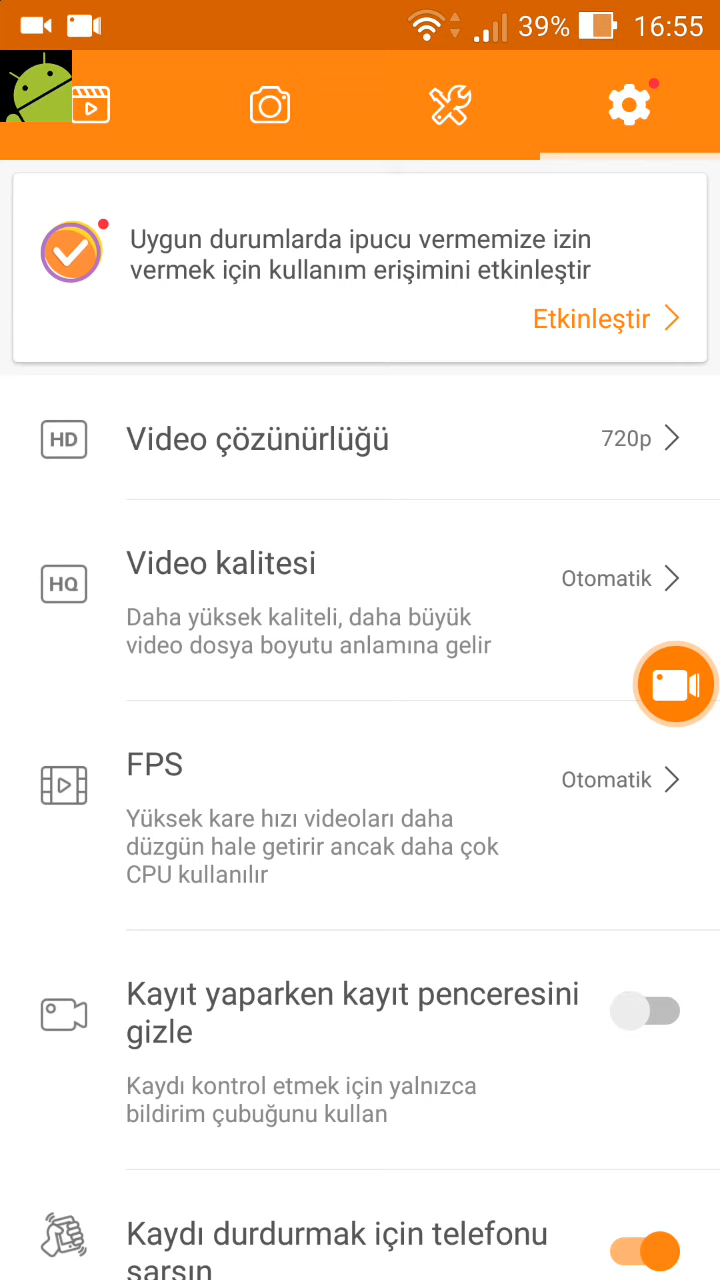 39% 16:55
Uygun durumlarda ipucu vermemize izin
vermek için kullanım erişimini etkinleştir
Etkinleştir
HD Video çözünürlüğü 720p
Video kalitesi
HQ Otomatik
Daha yüksek kaliteli, daha büyük
video dosya boyutu anlamına gelir
FPS
Otomatik
Yüksek kare hızı videoları daha
düzgün hale getirir ancak daha çok
CPU kullanılır
Kayıt yaparken kayıt penceresini
gizle
Kaydı kontrol etmek için yalnızca
bildirim çubuğunu kullan
Kaydı durdurmak için telefonu
sarsın